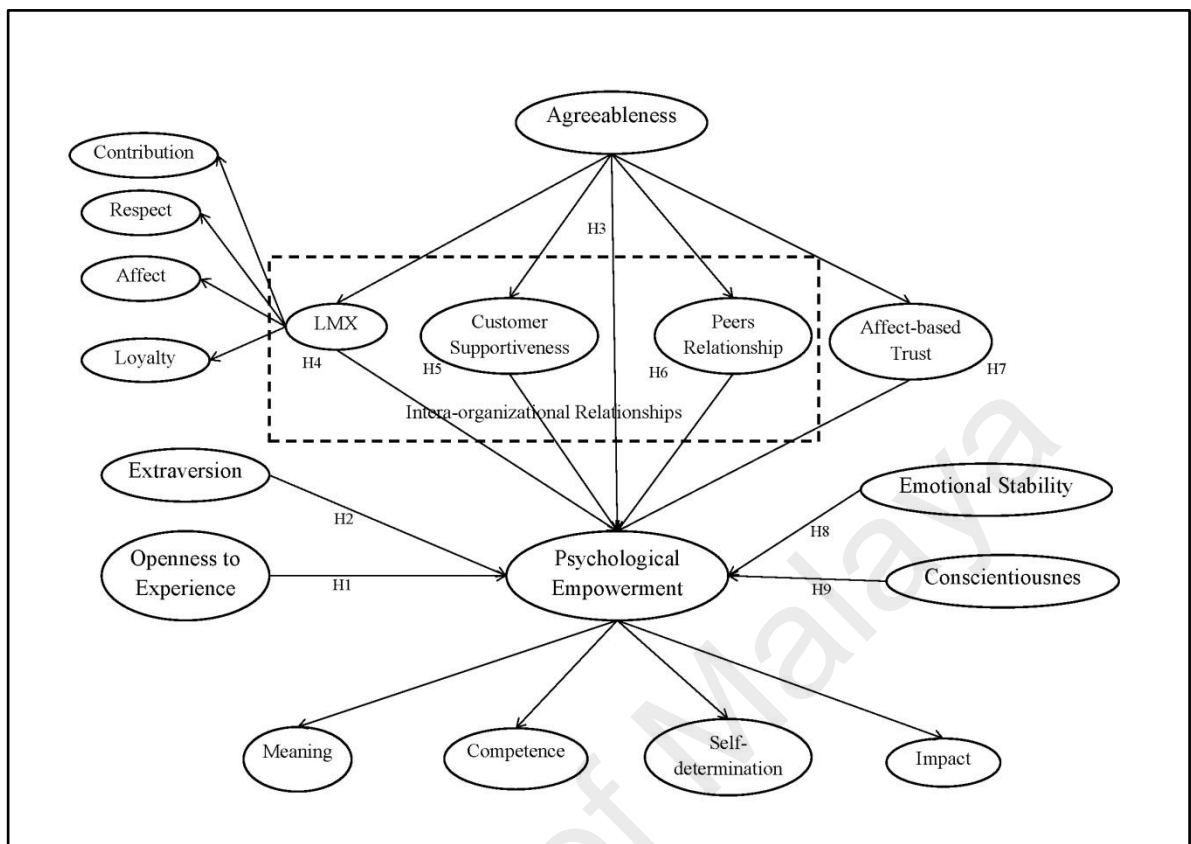 Agreeableness
Contribution
Respect
Affect
Loyalty
H3
LMX
H4
Customer
Supportiveness
H5
Peers
Relationship
H6
Affect-based
Trust
H7
Intera-organizational Relationships
Extraversion
H2
Emotional Stability
H8
Openness to
Experience
H1
Psychological
Empowerment
Conscientiousnes
H9
Meaning
Competence
Self-
determination
Impact
of Malaya